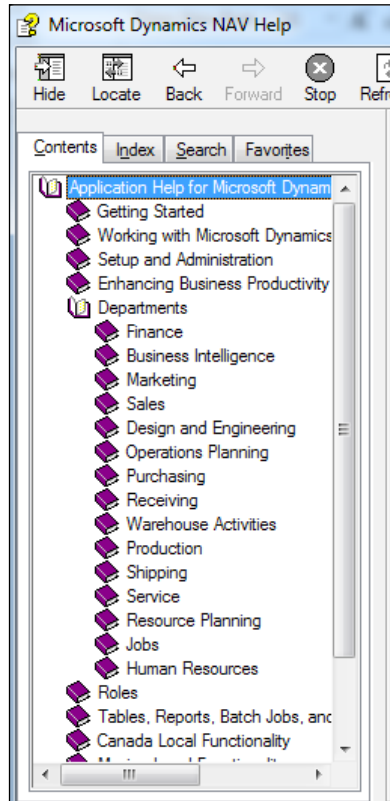 Microsoft Dynamics NAV Help
Hide Locate Back Forward Stop Refr
Contents Index Search Favorites
Application Help for Microsoft Dynam
Getting Started
Working with Microsoft Dynamics
Setup and Administration
Enhancing Business Productivity
Departments
Finance
Business Intelligence
Marketing
Sales
Design and Engineering
Operations Planning
Purchasing
Receiving
Warehouse Activities
Production
Shipping
Service
Resource Planning
Jobs
Human Resources
Roles
Tables, Reports, Batch Jobs, and
Canada Local Functionality